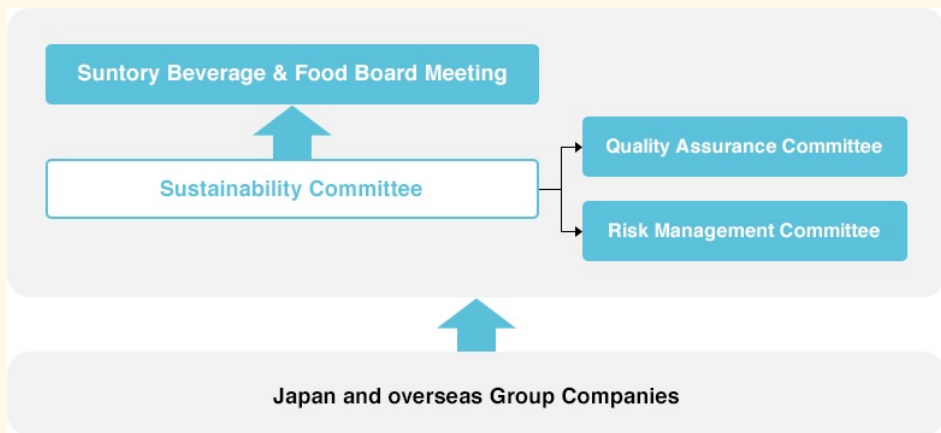 Suntory Beverage & Food Board Meeting
Sustainability Committee
Quality Assurance Committee
Risk Management Committee
Japan and overseas Group Companies